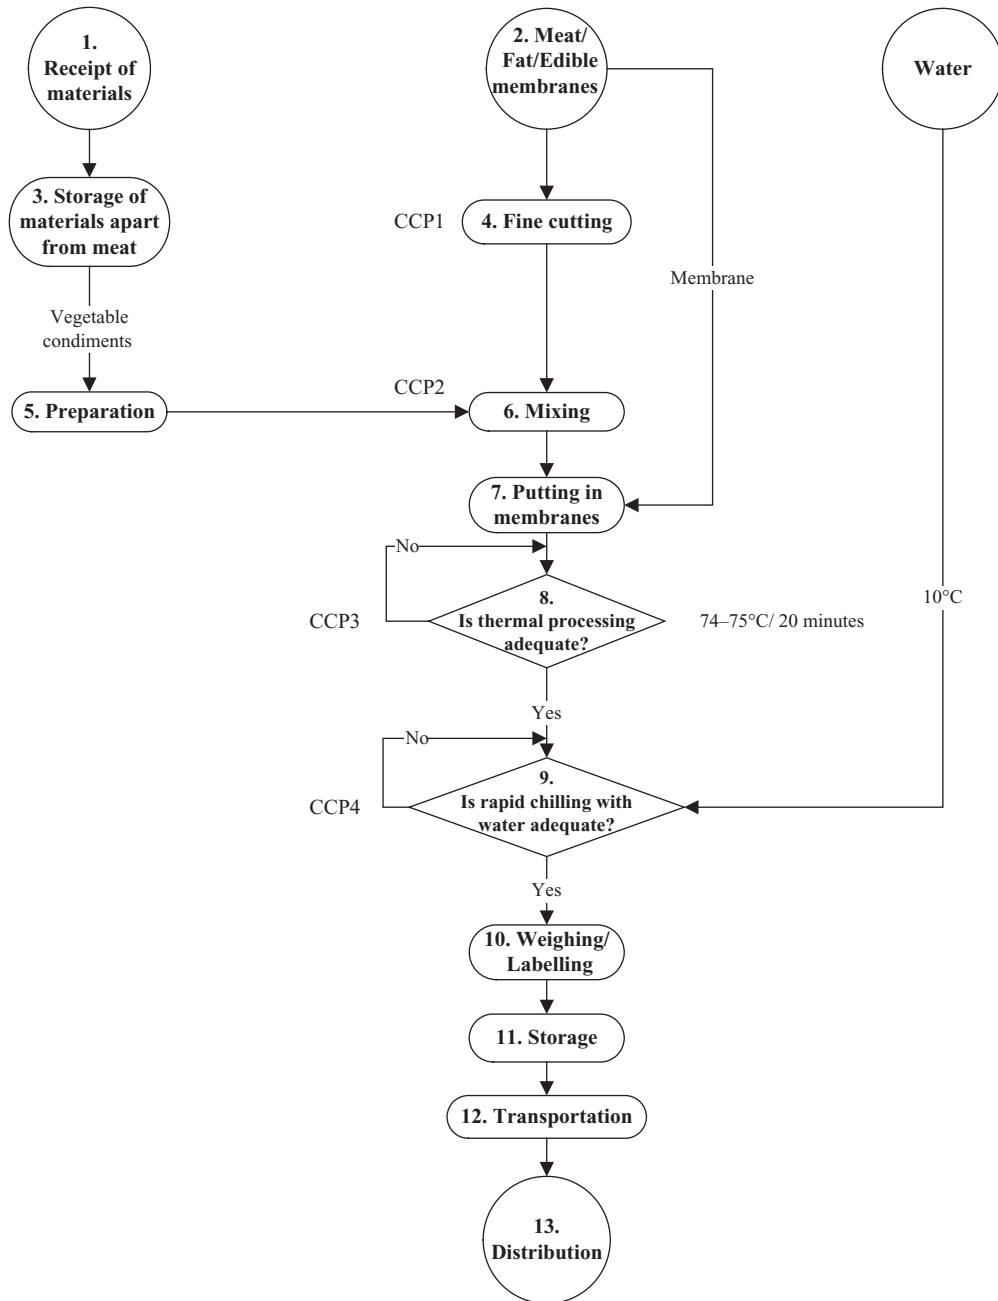 1.
Receipt of
materials
2. Meat/
Fat/Edible
membranes
Water
3. Storage of
materials apart
from meat
CCP1
4. Fine cutting
Membrane
Vegetable
condiments
CCP2
5. Preparation
6. Mixing
7. Putting in
membranes
No
CCP3
8.
Is thermal processing
adequate?
74–75°C/ 20 minutes
10°C
Yes
No
CCP4
9.
Is rapid chilling with
water adequate?
Yes
10. Weighing/
Labelling
11. Storage
12. Transportation
13.
Distribution